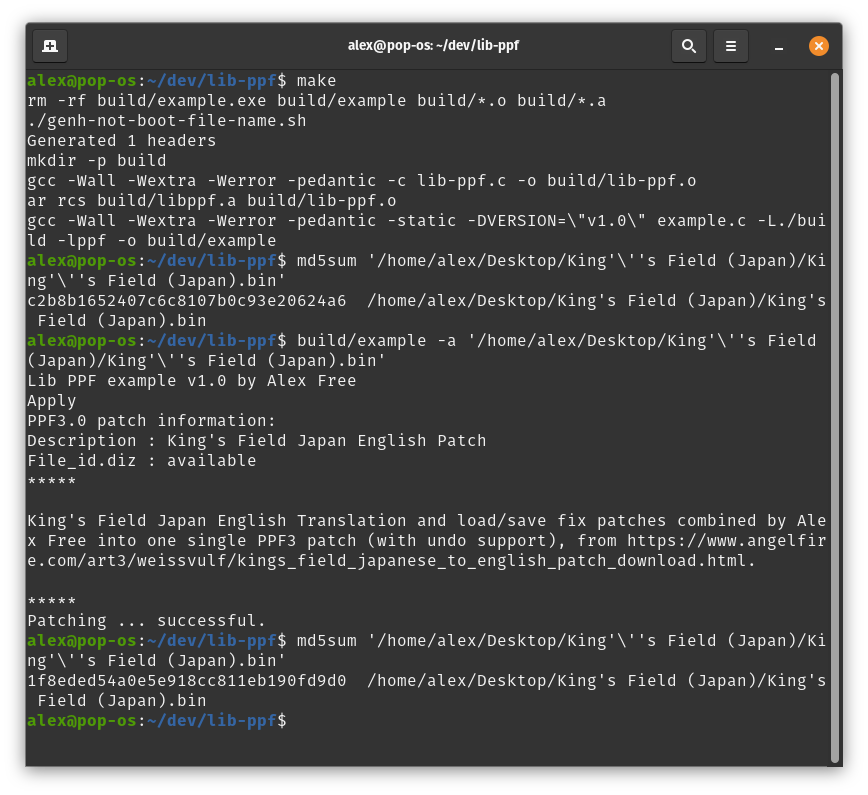 alex@pop-os: ~/dev/lib-ppf
alex@pop-os:~/dev/lib-ppf$ make
rm -rf build/example.exe build/example build/*.o build/*.a
./genh-not-boot-file-name.sh
Generated 1 headers
mkdir -p build
gcc -Wall -Wextra -Werror -pedantic -c lib-ppf.c -o build/lib-ppf.o
ar rcs build/libppf.a build/lib-ppf.o
gcc -Wall -Wextra -Werror -pedantic -static -DVERSION=\"v1.0\" example.c -L./bui
ld -lppf -o build/example
alex@pop-os:~/dev/lib-ppf$ md5sum '/home/alex/Desktop/King'\''s Field (Japan)/Ki
ng'\''s Field (Japan).bin'
c2b8b1652407c6c8107b0c93e20624a6  /home/alex/Desktop/King's Field (Japan)/King's
 Field (Japan).bin
alex@pop-os:~/dev/lib-ppf$ build/example -a '/home/alex/Desktop/King'\''s Field
(Japan)/King'\''s Field (Japan).bin'
Lib PPF example v1.0 by Alex Free
Apply
PPF3.0 patch information:
Description : King's Field Japan English Patch
File_id.diz : available
*****
King's Field Japan English Translation and load/save fix patches combined by Ale
x Free into one single PPF3 patch (with undo support), from https://www.angelfir
e.com/art3/weissvulf/kings_field_japanese_to_english_patch_download.html.
*****
Patching ... successful.
alex@pop-os:~/dev/lib-ppf$ md5sum '/home/alex/Desktop/King'\''s Field (Japan)/Ki
ng'\''s Field (Japan).bin'
1f8eded54a0e5e918cc811eb190fd9d0  /home/alex/Desktop/King's Field (Japan)/King's
 Field (Japan).bin
alex@pop-os:~/dev/lib-ppf$